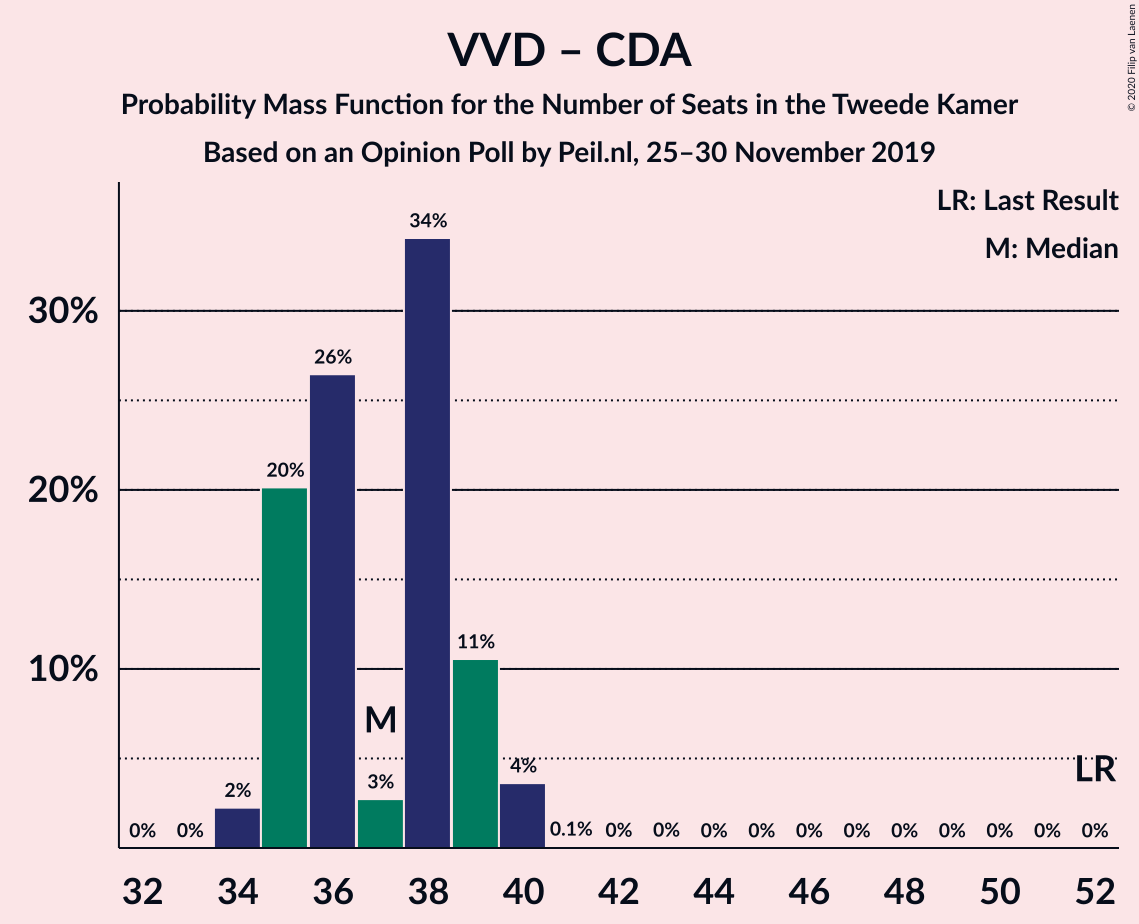 VVD – CDA
Probability Mass Function for the Number of Seats in the Tweede Kamer
Based on an Opinion Poll by Peil.nl, 25–30 November 2019
© 2020 Filip van Laenen
LR: Last Result
M: Median
30%
20%
10%
0% 0% 2% 20% 26% 3% 34% 11% 4% 0.1% 0% 0% 0% 0% 0% 0% 0% 0% 0% 0% 0%
M
LR
32 34 36 38 40 42 44 46 48 50 52